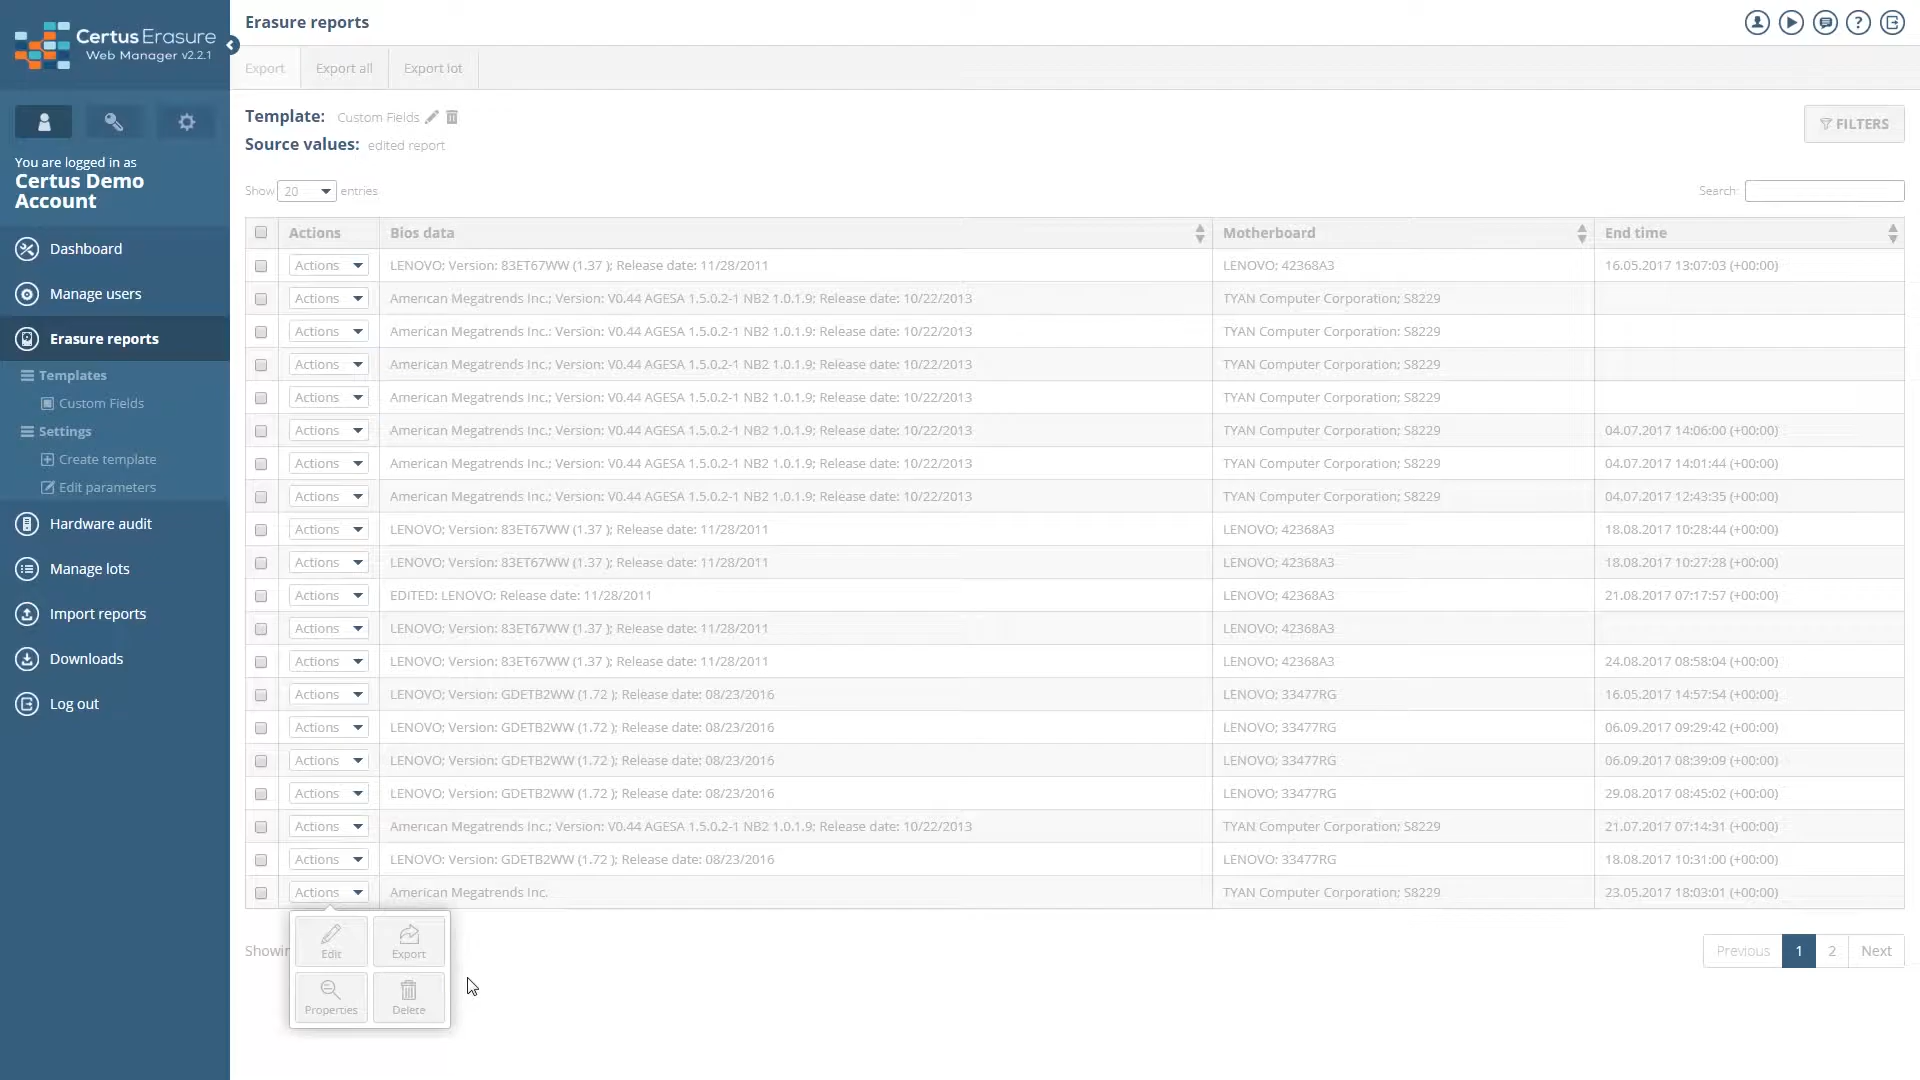 Certus Erasure
Web Manager v2.2.1
You are logged in as
Certus Demo
Account
Dashboard
Manage users
Erasure reports
Templates
Custom Fields
Settings
Create template
Edit parameters
Hardware audit
Manage lots
Import reports
Downloads
Log out
Erasure reports
Export Export all Export lot
Template: Custom Fields
Source values: edited report
FILTERS
Show 20 entries Search:
Actions Bios data Motherboard End time
Actions LENOVO; Version: 83ET67WW (1.37 ); Release date: 11/28/2011 LENOVO; 42368A3 16.05.2017 13:07:03 (+00:00)
Actions American Megatrends Inc.; Version: V0.44 AGESA 1.5.0.2-1 NB2 1.0.1.9; Release date: 10/22/2013 TYAN Computer Corporation; S8229
Actions American Megatrends Inc.; Version: V0.44 AGESA 1.5.0.2-1 NB2 1.0.1.9; Release date: 10/22/2013 TYAN Computer Corporation; S8229
Actions American Megatrends Inc.; Version: V0.44 AGESA 1.5.0.2-1 NB2 1.0.1.9; Release date: 10/22/2013 TYAN Computer Corporation; S8229
Actions American Megatrends Inc.; Version: V0.44 AGESA 1.5.0.2-1 NB2 1.0.1.9; Release date: 10/22/2013 TYAN Computer Corporation; S8229
Actions American Megatrends Inc.; Version: V0.44 AGESA 1.5.0.2-1 NB2 1.0.1.9; Release date: 10/22/2013 TYAN Computer Corporation; S8229 04.07.2017 14:06:00 (+00:00)
Actions American Megatrends Inc.; Version: V0.44 AGESA 1.5.0.2-1 NB2 1.0.1.9; Release date: 10/22/2013 TYAN Computer Corporation; S8229 04.07.2017 14:01:44 (+00:00)
Actions American Megatrends Inc.; Version: V0.44 AGESA 1.5.0.2-1 NB2 1.0.1.9; Release date: 10/22/2013 TYAN Computer Corporation; S8229 04.07.2017 12:43:35 (+00:00)
Actions LENOVO; Version: 83ET67WW (1.37 ); Release date: 11/28/2011 LENOVO; 42368A3 18.08.2017 10:28:44 (+00:00)
Actions LENOVO; Version: 83ET67WW (1.37 ); Release date: 11/28/2011 LENOVO; 42368A3 18.08.2017 10:27:28 (+00:00)
Actions EDITED: LENOVO; Release date: 11/28/2011 LENOVO; 42368A3 21.08.2017 07:17:57 (+00:00)
Actions LENOVO; Version: 83ET67WW (1.37 ); Release date: 11/28/2011 LENOVO; 42368A3
Actions LENOVO; Version: 83ET67WW (1.37 ); Release date: 11/28/2011 LENOVO; 42368A3 24.08.2017 08:58:04 (+00:00)
Actions LENOVO; Version: GDETB2WW (1.72 ); Release date: 08/23/2016 LENOVO; 33477RG 16.05.2017 14:57:54 (+00:00)
Actions LENOVO; Version: GDETB2WW (1.72 ); Release date: 08/23/2016 LENOVO; 33477RG 06.09.2017 09:29:42 (+00:00)
Actions LENOVO; Version: GDETB2WW (1.72 ); Release date: 08/23/2016 LENOVO; 33477RG 06.09.2017 08:39:09 (+00:00)
Actions LENOVO; Version: GDETB2WW (1.72 ); Release date: 08/23/2016 LENOVO; 33477RG 29.08.2017 08:45:02 (+00:00)
Actions American Megatrends Inc.; Version: V0.44 AGESA 1.5.0.2-1 NB2 1.0.1.9; Release date: 10/22/2013 TYAN Computer Corporation; S8229 21.07.2017 07:14:31 (+00:00)
Actions LENOVO; Version: GDETB2WW (1.72 ); Release date: 08/23/2016 LENOVO; 33477RG 18.08.2017 10:31:00 (+00:00)
Actions American Megatrends Inc. TYAN Computer Corporation; S8229 23.05.2017 18:03:01 (+00:00)
Edit Export
Properties Delete
Previous 1 2 Next